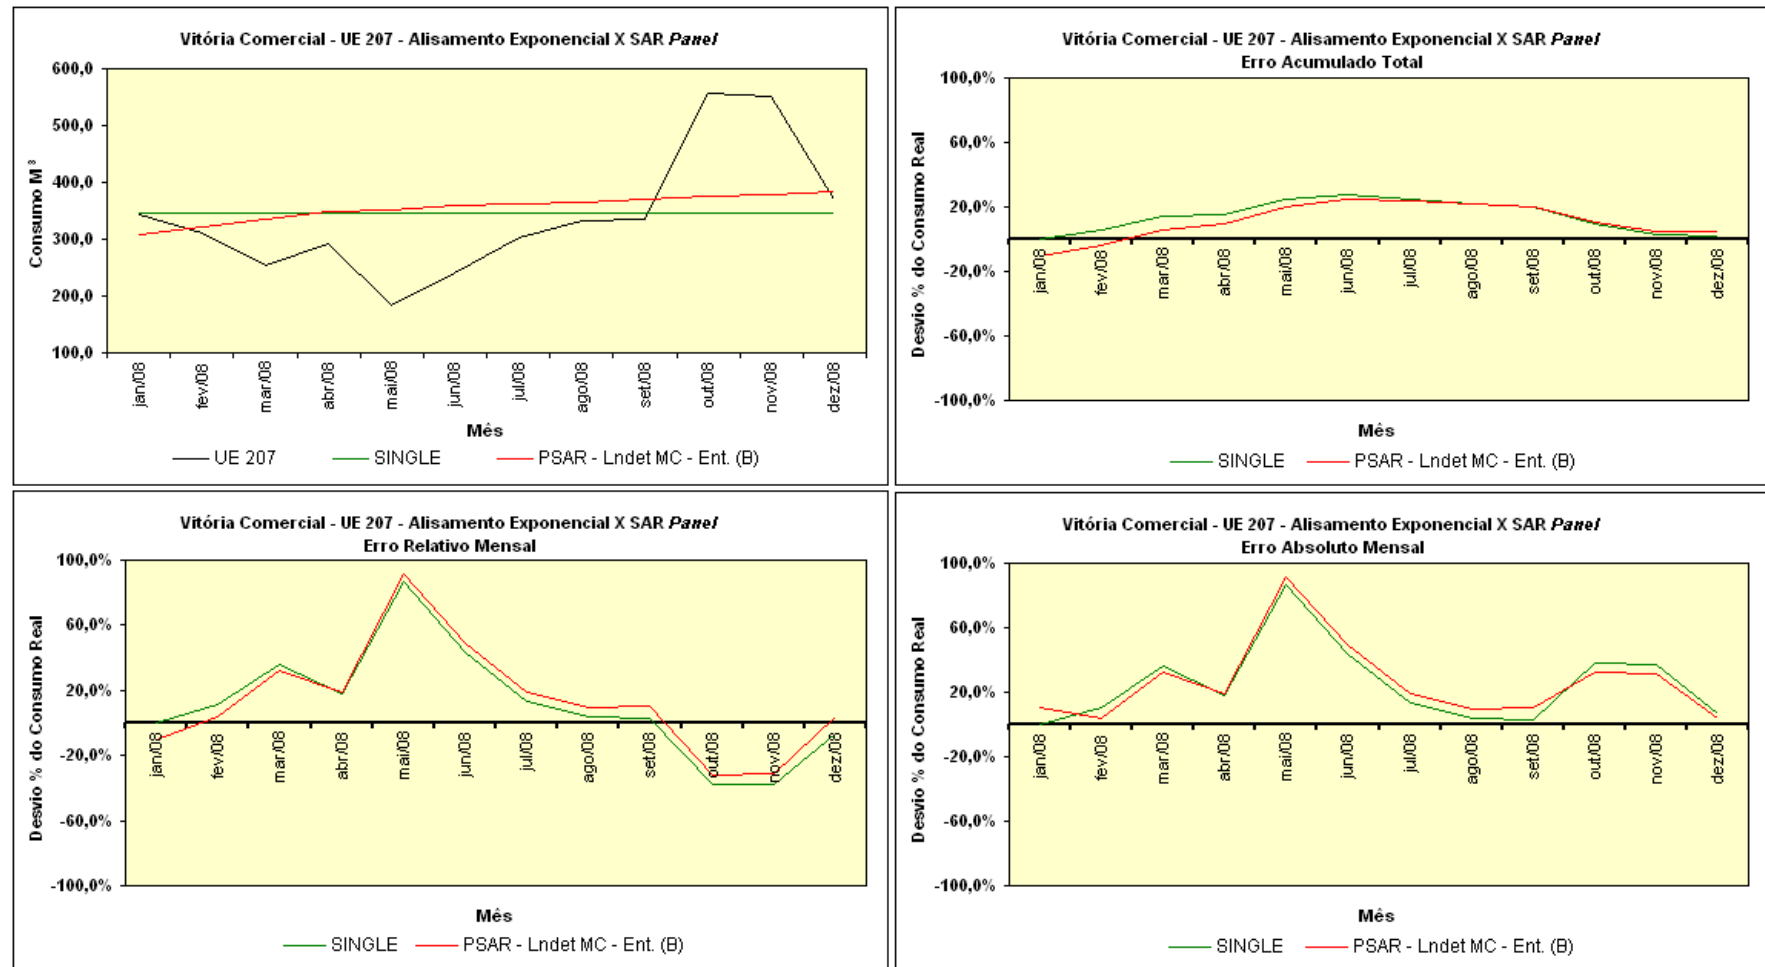 Vitória Comercial - UE 207 - Alisamento Exponencial X SAR Panel
600,0
500,0
400,0
300,0
200,0
100,0
Consumo M³
jan/08 fev/08 mar/08 abr/08 mai/08 jun/08 jul/08 ago/08 set/08 out/08 nov/08 dez/08
Mês
UE 207 SINGLE PSAR - Lndet MC - Ent. (B)
Vitória Comercial - UE 207 - Alisamento Exponencial X SAR Panel
Erro Acumulado Total
100,0%
60,0%
20,0%
-20,0%
-60,0%
-100,0%
Desvio % do Consumo Real
jan/08 fev/08 mar/08 abr/08 mai/08 jun/08 jul/08 ago/08 set/08 out/08 nov/08 dez/08
Mês
SINGLE PSAR - Lndet MC - Ent. (B)
Vitória Comercial - UE 207 - Alisamento Exponencial X SAR Panel
Erro Relativo Mensal
100,0%
60,0%
20,0%
-20,0%
-60,0%
-100,0%
Desvio % do Consumo Real
jan/08 fev/08 mar/08 abr/08 mai/08 jun/08 jul/08 ago/08 set/08 out/08 nov/08 dez/08
Mês
SINGLE PSAR - Lndet MC - Ent. (B)
Vitória Comercial - UE 207 - Alisamento Exponencial X SAR Panel
Erro Absoluto Mensal
100,0%
60,0%
20,0%
-20,0%
-60,0%
-100,0%
Desvio % do Consumo Real
jan/08 fev/08 mar/08 abr/08 mai/08 jun/08 jul/08 ago/08 set/08 out/08 nov/08 dez/08
Mês
SINGLE PSAR - Lndet MC - Ent. (B)